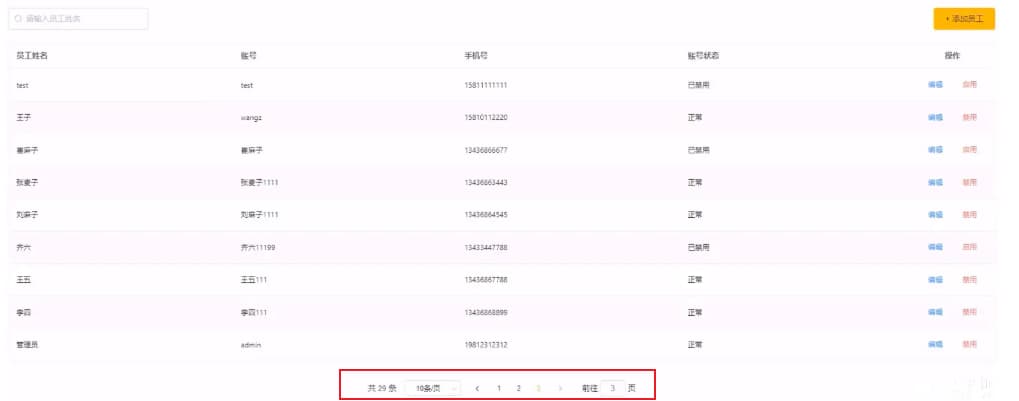 请输入员工姓名
+ 添加员工
员工姓名 账号 手机号 账号状态 操作
test test 15811111111 已禁用 编辑 启用
王子 wangz 15810112220 正常 编辑 禁用
崔麻子 崔麻子 13436866677 已禁用 编辑 启用
张麦子 张麦子1111 13436863443 正常 编辑 禁用
刘麻子 刘麻子1111 13436864545 正常 编辑 禁用
齐六 齐六11199 13433447788 已禁用 编辑 启用
王五 王五111 13436867788 正常 编辑 禁用
李四 李四111 13436868899 正常 编辑 禁用
管理员 admin 19812312312 正常 编辑 禁用
共 29 条 10条/页 1 2 3 前往 3 页